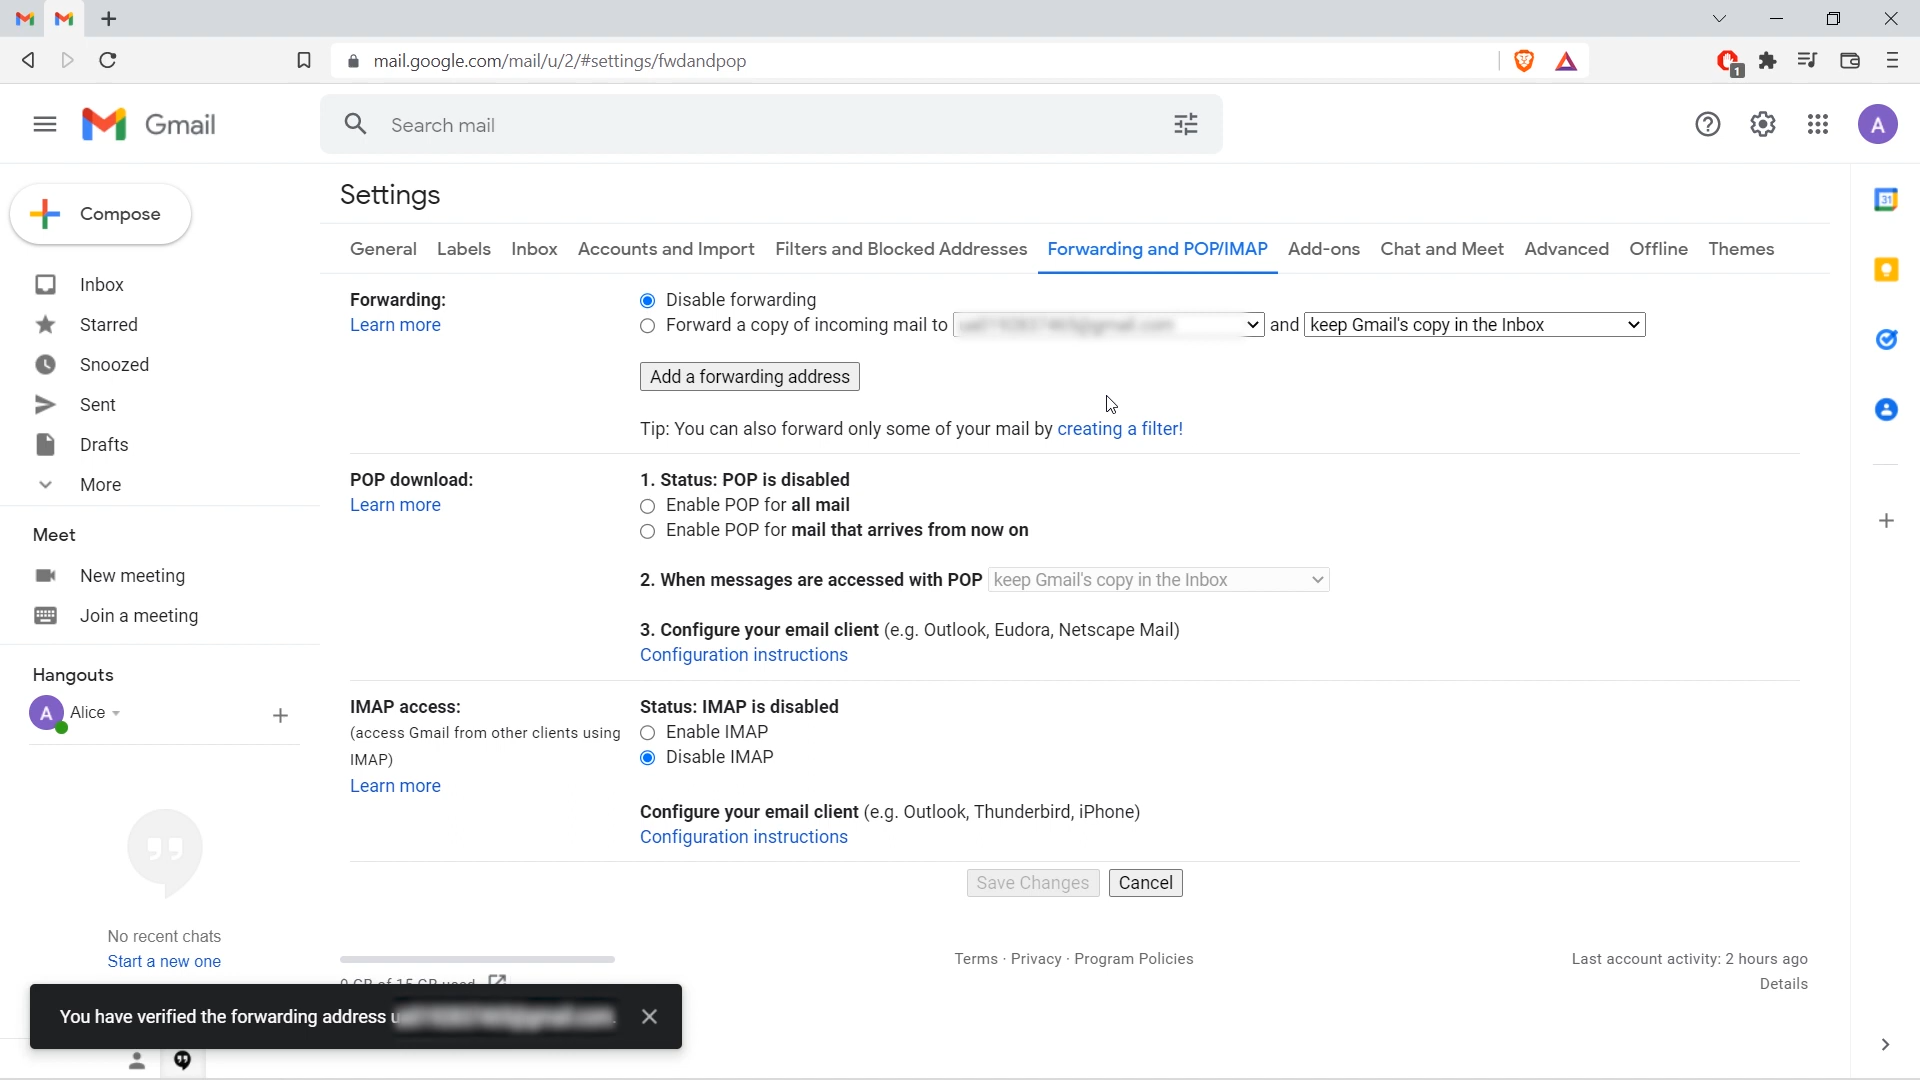 mail.google.com/mail/u/2/#settings/fwdandpop
1
Gmail
Search mail
A
Compose
Inbox
Starred
Snoozed
Sent
Drafts
More
Meet
New meeting
Join a meeting
Hangouts
A Alice
No recent chats
Start a new one
Settings
General Labels Inbox Accounts and Import Filters and Blocked Addresses Forwarding and POP/IMAP Add-ons Chat and Meet Advanced Offline Themes
Forwarding:
Learn more
Disable forwarding
Forward a copy of incoming mail to and keep Gmail's copy in the Inbox
Add a forwarding address
Tip: You can also forward only some of your mail by creating a filter!
POP download:
Learn more
1. Status: POP is disabled
Enable POP for all mail
Enable POP for mail that arrives from now on
2. When messages are accessed with POP keep Gmail's copy in the Inbox
3. Configure your email client (e.g. Outlook, Eudora, Netscape Mail)
Configuration instructions
IMAP access:
(access Gmail from other clients using
IMAP)
Learn more
Status: IMAP is disabled
Enable IMAP
Disable IMAP
Configure your email client (e.g. Outlook, Thunderbird, iPhone)
Configuration instructions
Save Changes Cancel
0 GB of 15 GB used
Terms · Privacy · Program Policies
Last account activity: 2 hours ago
Details
You have verified the forwarding address
31